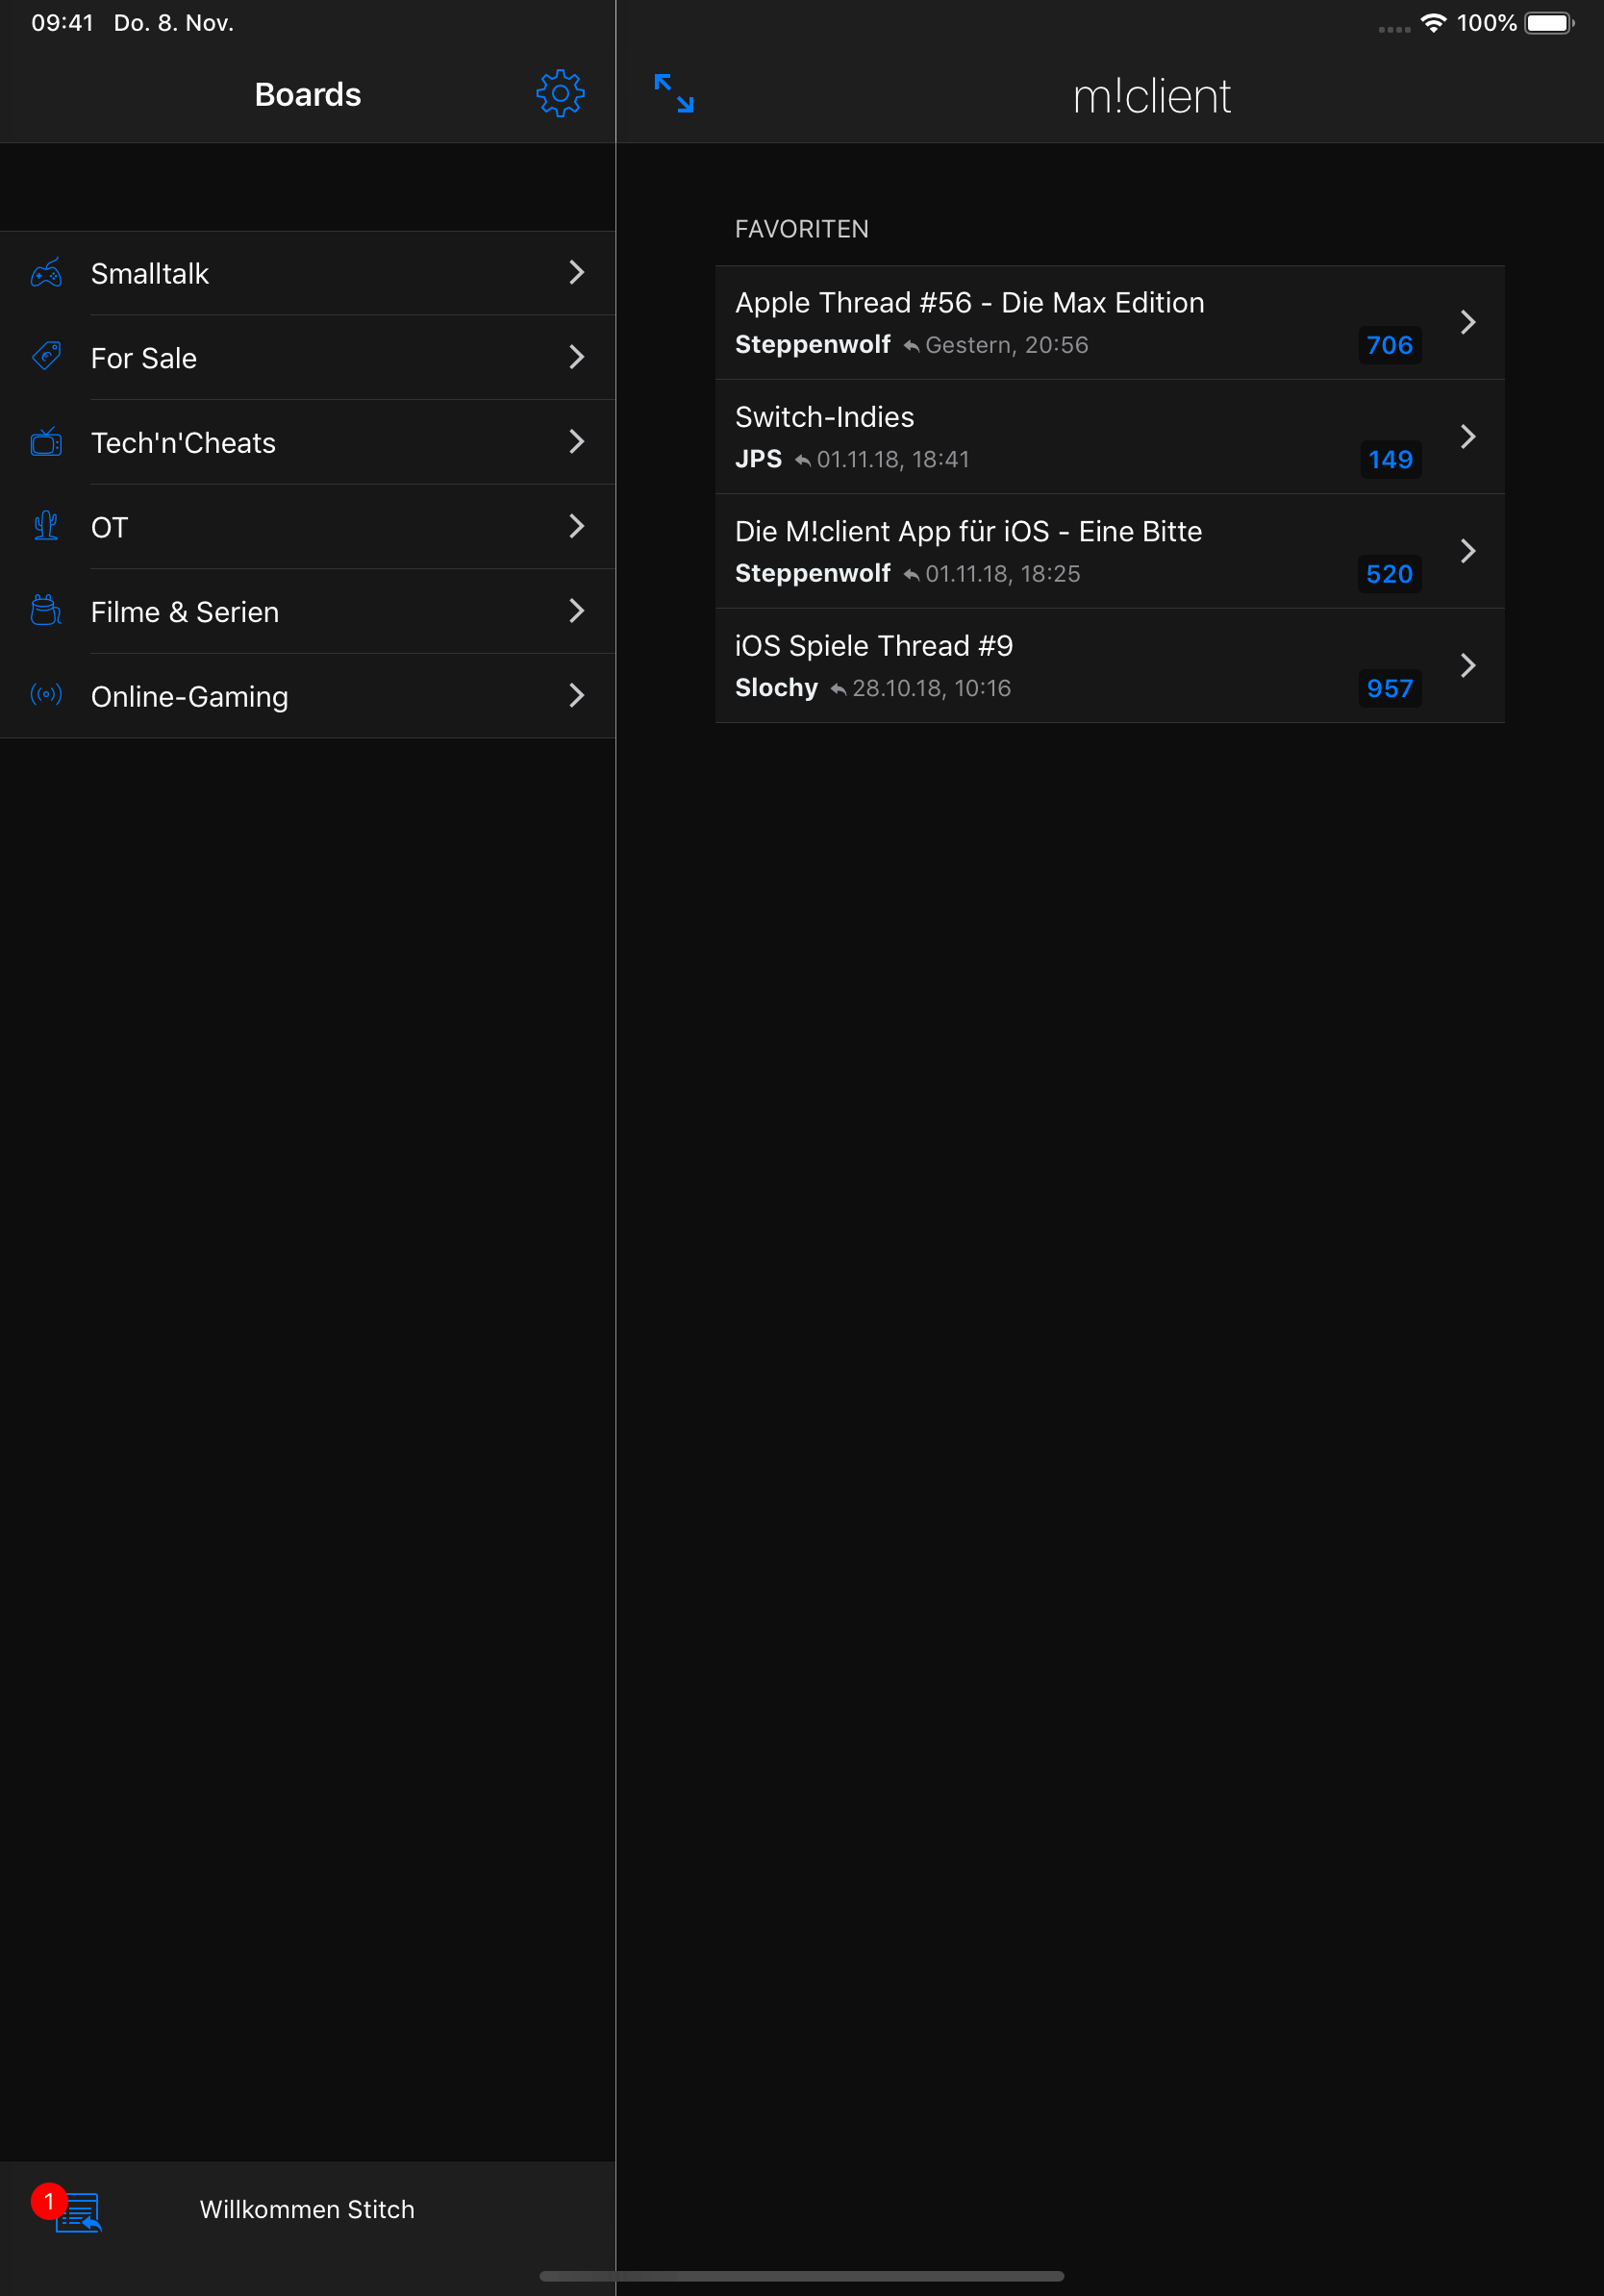 09:41 Do. 8. Nov.
100%
Boards
m!client
Smalltalk
For Sale
Tech'n'Cheats
OT
Filme & Serien
Online-Gaming
FAVORITEN
Apple Thread #56 - Die Max Edition
Steppenwolf Gestern, 20:56 706
Switch-Indies
JPS 01.11.18, 18:41 149
Die M!client App für iOS - Eine Bitte
Steppenwolf 01.11.18, 18:25 520
iOS Spiele Thread #9
Slochy 28.10.18, 10:16 957
1
Willkommen Stitch